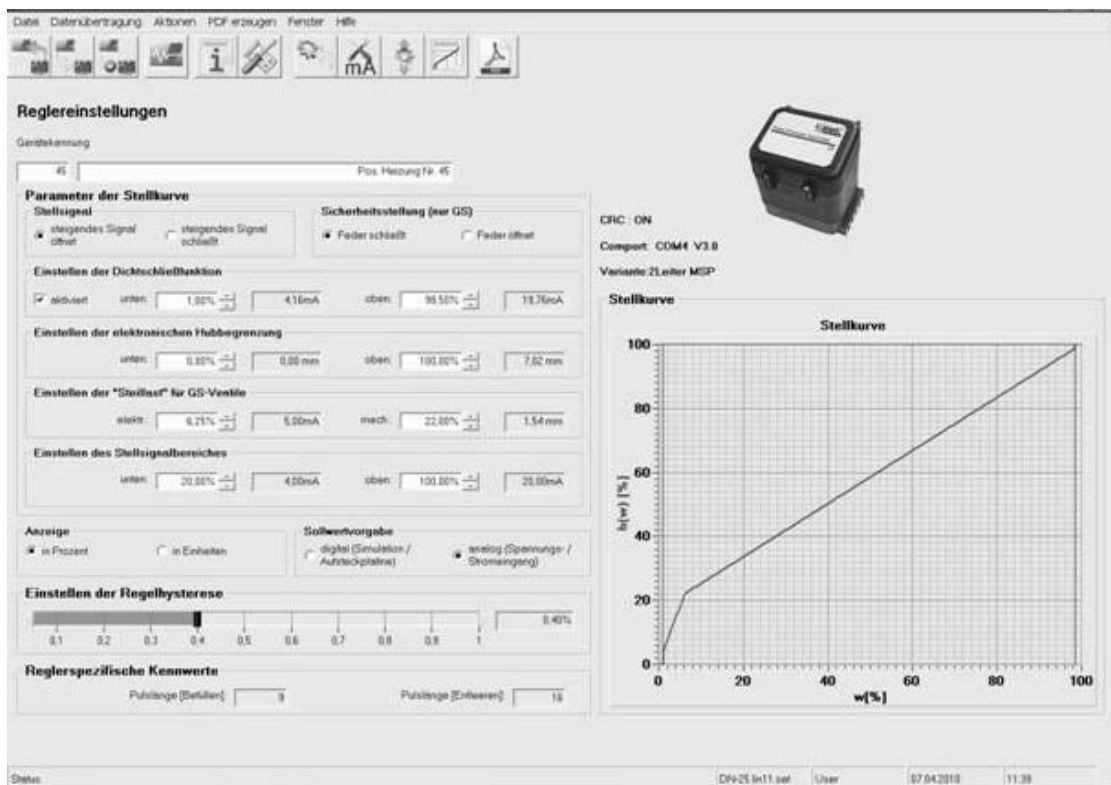 Datei Datenübertragung Aktionen PDF erzeugen Fenster Hilfe
i mA
Reglereinstellungen
Gerätekennung
45 Pos. Heizung Nr. 45
Parameter der Stellkurve
Stellsignal
steigendes Signal öffnet
steigendes Signal schließt
Sicherheitsstellung (nur GS)
Feder schließt Feder öffnet
Einstellen der Dichtschließfunktion
aktiviert unten: 1,00% 4,16mA oben: 98,50% 19,76mA
Einstellen der elektronischen Hubbegrenzung
unten: 0,00% 0,00 mm oben: 100,00% 7,02 mm
Einstellen der "Steillast" für GS-Ventile
elektr.: 6,25% 5,00mA mech.: 22,00% 1,54 mm
Einstellen des Stellsignalbereiches
unten: 20,00% 4,00mA oben: 100,00% 20,00mA
Anzeige
in Prozent in Einheiten
Sollwertvorgabe
digital (Simulation / Aufsteckplatine)
analog (Spannungs- / Stromeingang)
Einstellen der Regelhysterese
0,40%
0,1 0,2 0,3 0,4 0,5 0,6 0,7 0,8 0,9 1
Reglerspezifische Kennwerte
Pulslänge [Befüllen]: 9 Pulslänge [Entleeren]: 16
CRC : ON
Comport: COM4 V3.0
Variante:2Leiter MSP
Stellkurve
Stellkurve
100
80
60
40
20
0
h(w) [%]
0 20 40 60 80 100
w[%]
Status DN-25 lin11.set User 07.04.2010 11:39